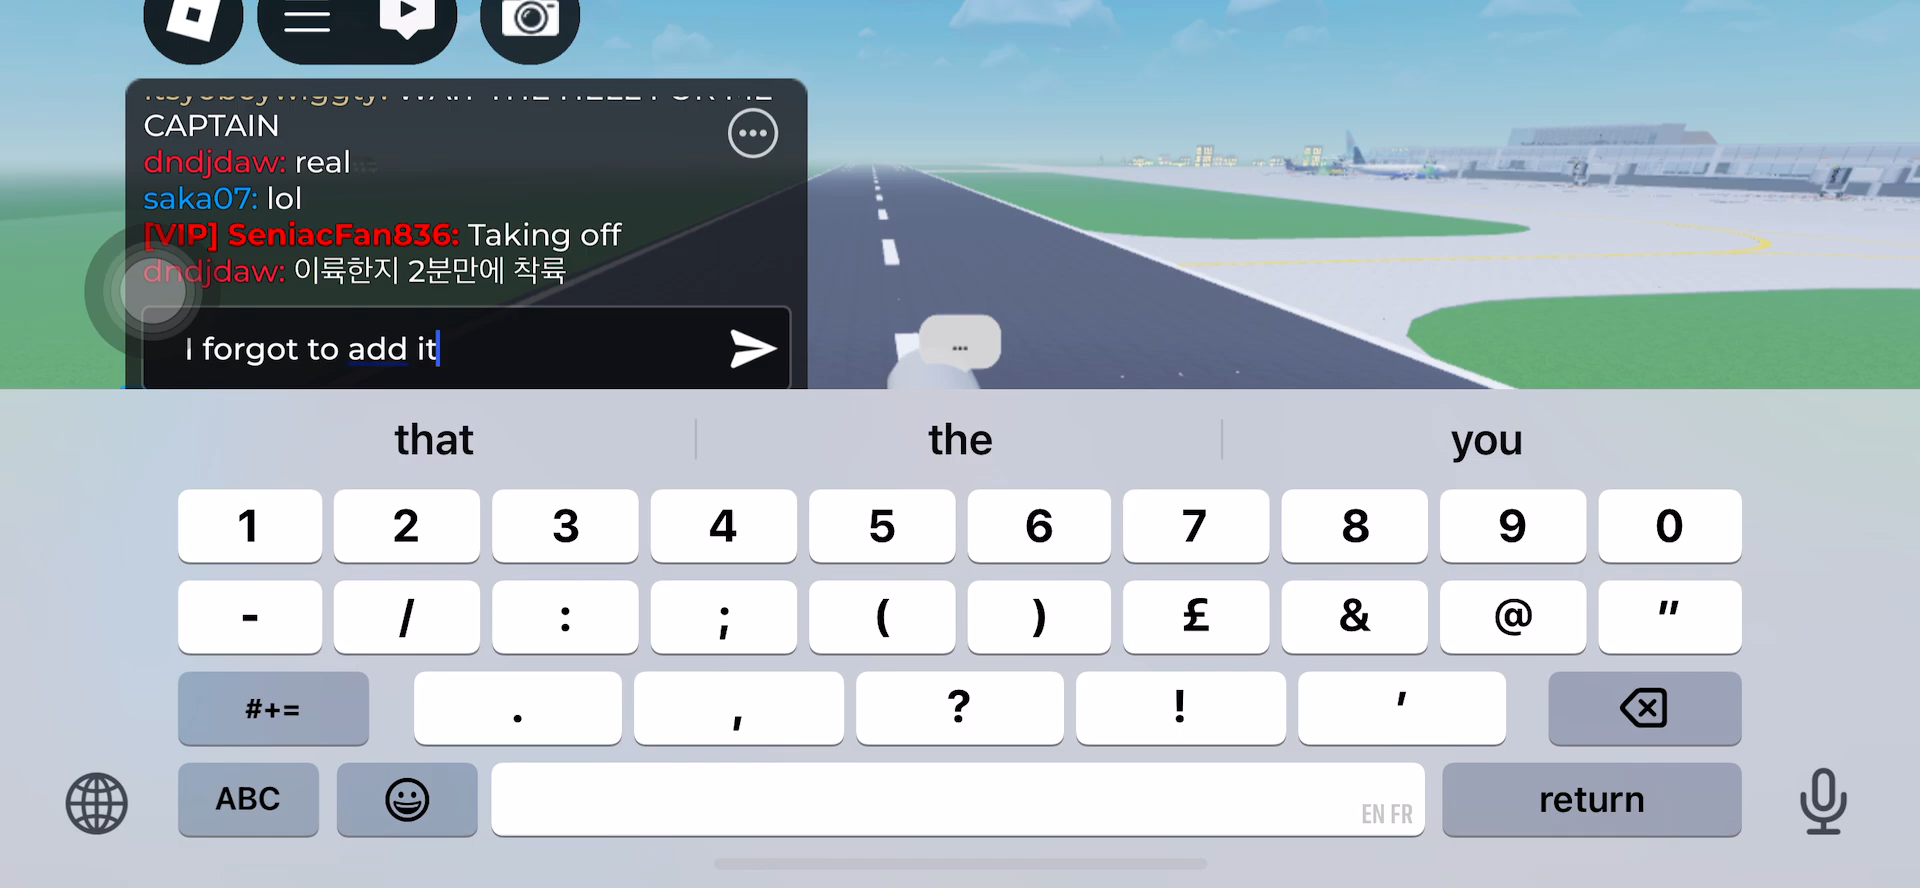 CAPTAIN
dndjdaw: real
saka07: lol
[VIP] SeniacFan836: Taking off
dndjdaw: 이륙한지 2분만에 착륙
I forgot to add it
...
that the you
1 2 3 4 5 6 7 8 9 0
- / : ; ( ) £ & @ "
#+= . , ? ! '
ABC EN FR return